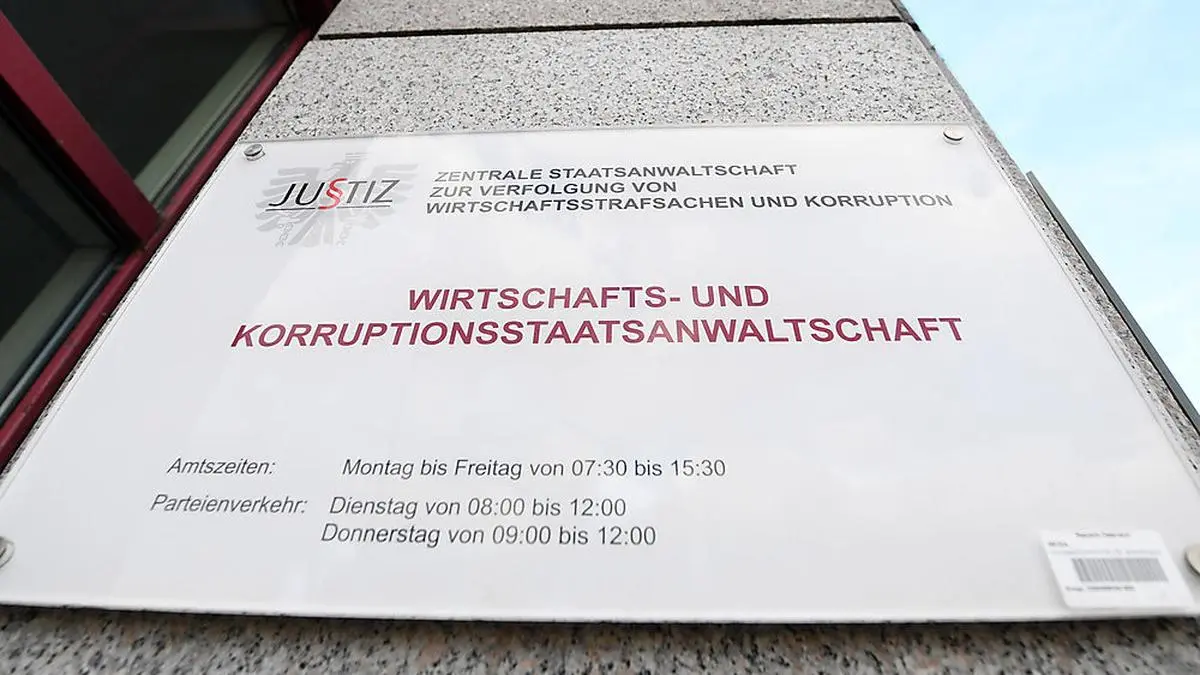 JUSTIZ
ZENTRALE STAATSANWALTSCHAFT
ZUR VERFOLGUNG VON
WIRTSCHAFTSSTRAFSACHEN UND KORRUPTION
WIRTSCHAFTS- UND
KORRUPTIONSSTAATSANWALTSCHAFT
Amtszeiten: Montag bis Freitag von 07:30 bis 15:30
Parteienverkehr: Dienstag von 08:00 bis 12:00
Donnerstag von 09:00 bis 12:00